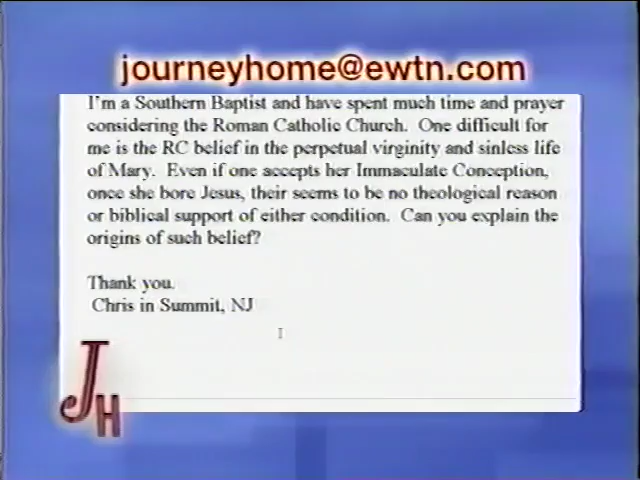 journeyhome@ewtn.com
I'm a Southern Baptist and have spent much time and prayer
considering the Roman Catholic Church. One difficult for
me is the RC belief in the perpetual virginity and sinless life
of Mary. Even if one accepts her Immaculate Conception,
once she bore Jesus, their seems to be no theological reason
or biblical support of either condition. Can you explain the
origins of such belief?
Thank you.
Chris in Summit, NJ
JH